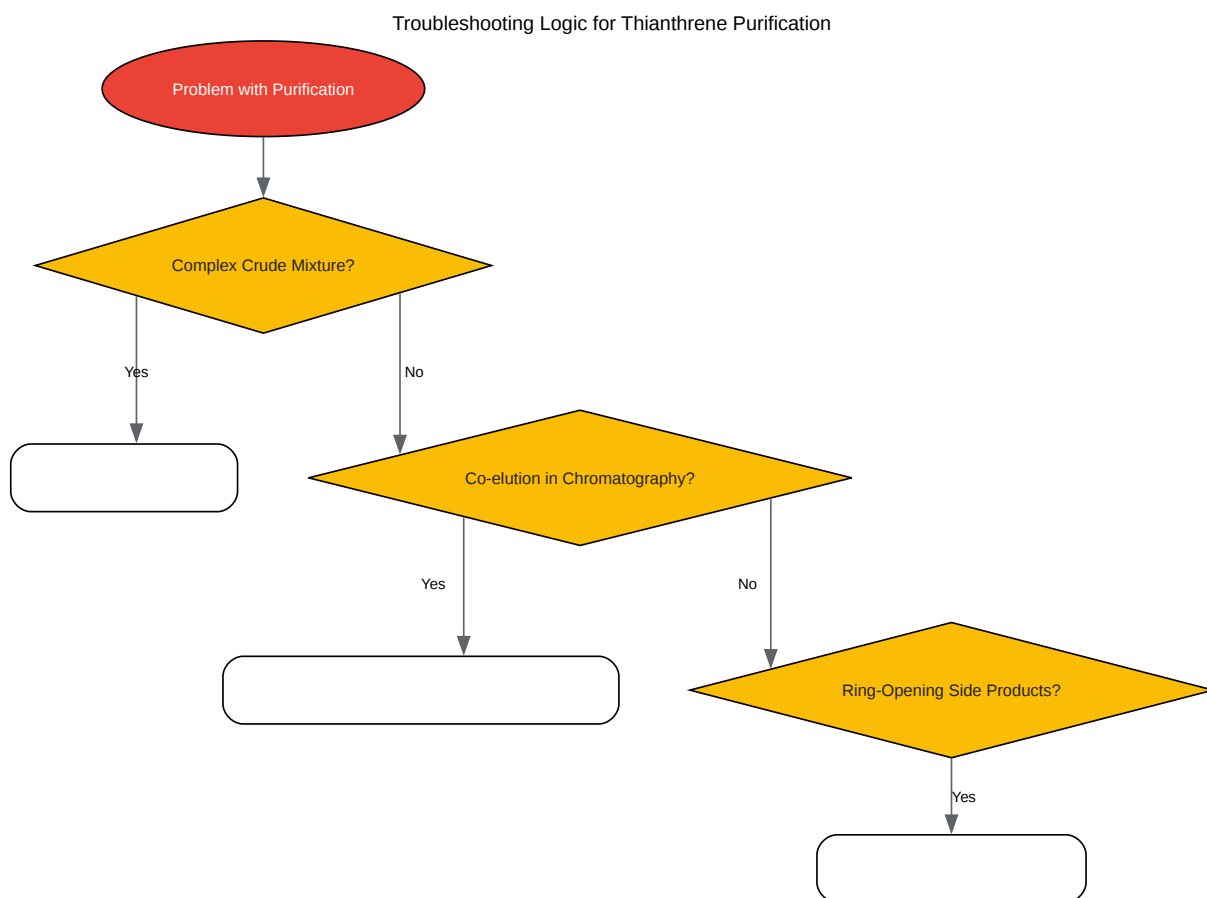 Troubleshooting Logic for Thianthrene Purification
Problem with Purification
Complex Crude Mixture?
Yes
No
Co-elution in Chromatography?
Yes
No
Ring-Opening Side Products?
Yes